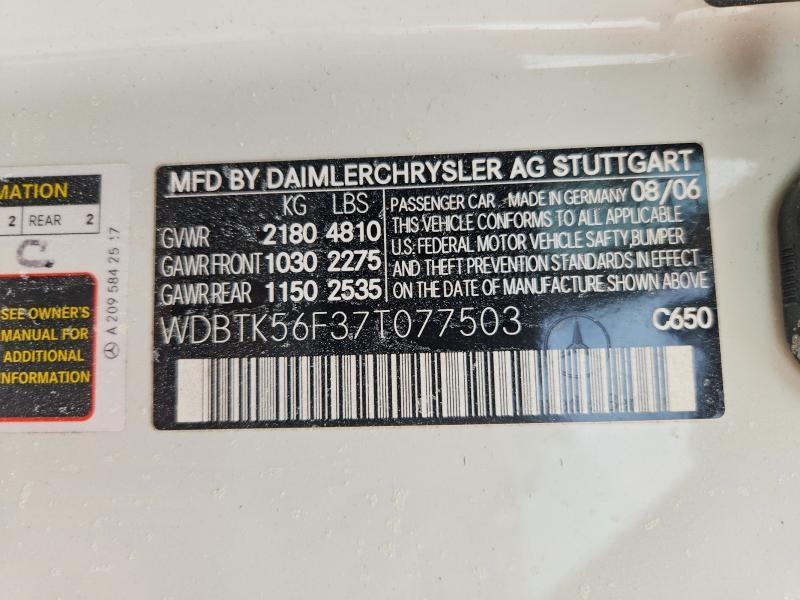 MATION
2 REAR 2
C
SEE OWNER'S
MANUAL FOR
ADDITIONAL
INFORMATION
A 209 584 25 17
MFD BY DAIMLERCHRYSLER AG STUTTGART
KG LBS
GVWR 2180 4810
GAWR FRONT 1030 2275
GAWR REAR 1150 2535
PASSENGER CAR MADE IN GERMANY 08/06
THIS VEHICLE CONFORMS TO ALL APPLICABLE
U.S. FEDERAL MOTOR VEHICLE SAFTY, BUMPER
AND THEFT PREVENTION STANDARDS IN EFFECT
ON THE DATE OF MANUFACTURE SHOWN ABOVE
WDBTK56F37T077503 C650